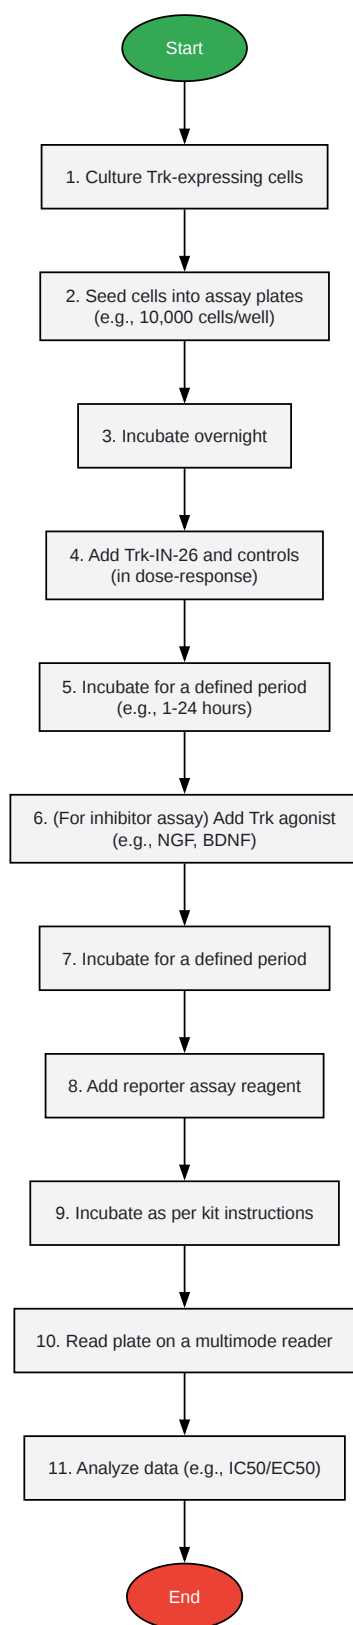 Start
1. Culture Trk-expressing cells
2. Seed cells into assay plates
(e.g., 10,000 cells/well)
3. Incubate overnight
4. Add Trk-IN-26 and controls
(in dose-response)
5. Incubate for a defined period
(e.g., 1-24 hours)
6. (For inhibitor assay) Add Trk agonist
(e.g., NGF, BDNF)
7. Incubate for a defined period
8. Add reporter assay reagent
9. Incubate as per kit instructions
10. Read plate on a multimode reader
11. Analyze data (e.g., IC50/EC50)
End